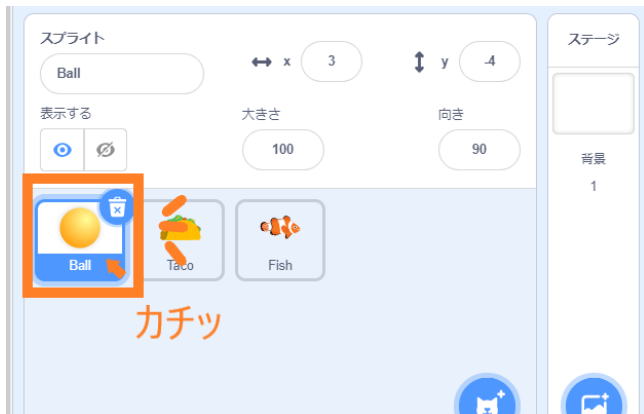 スプライト
Ball
x 3
y -4
表示する
大きさ
100
向き
90
Ball
Taco
Fish
カチッ
ステージ
背景
1